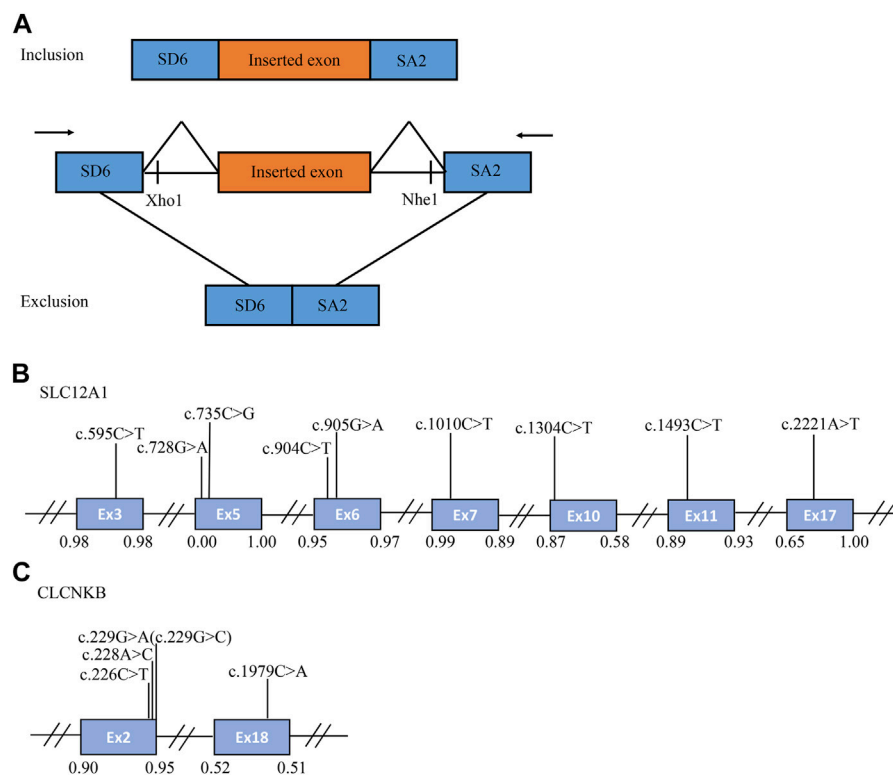 A
Inclusion
SD6 Inserted exon SA2
SD6 Inserted exon SA2
Xho1 Nhe1
Exclusion
SD6 SA2
B
SLC12A1
c.595C>T
c.728G>A
c.735C>G
c.904C>T
c.905G>A
c.1010C>T
c.1304C>T
c.1493C>T
c.2221A>T
Ex3 Ex5 Ex6 Ex7 Ex10 Ex11 Ex17
0.98 0.98 0.00 1.00 0.95 0.97 0.99 0.89 0.87 0.58 0.89 0.93 0.65 1.00
C
CLCNKB
c.229G>A(c.229G>C)
c.228A>C
c.226C>T
c.1979C>A
Ex2 Ex18
0.90 0.95 0.52 0.51